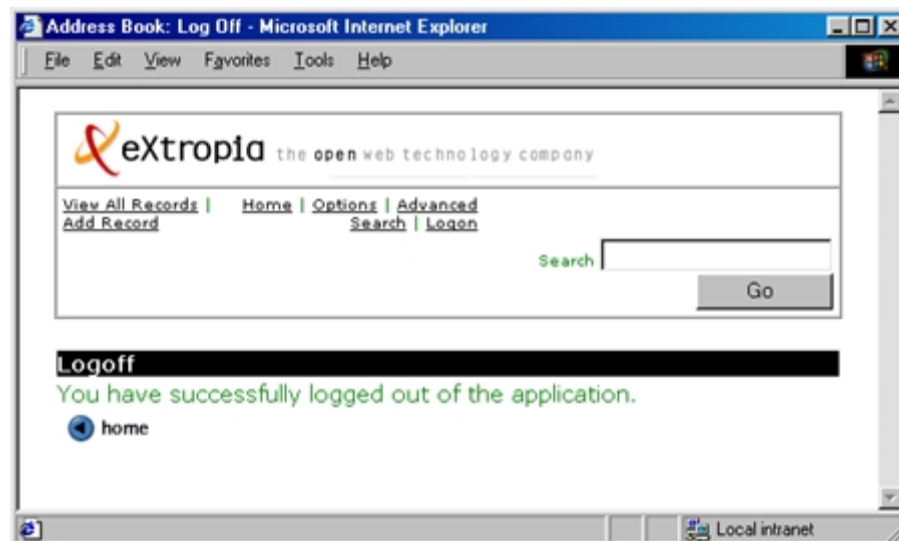 Address Book: Log Off - Microsoft Internet Explorer
File Edit View Favorites Tools Help
eXtropia the open web technology company
View All Records | Home | Options | Advanced
Add Record Search | Logon
Search
Go
Logoff
You have successfully logged out of the application.
home
Local intranet